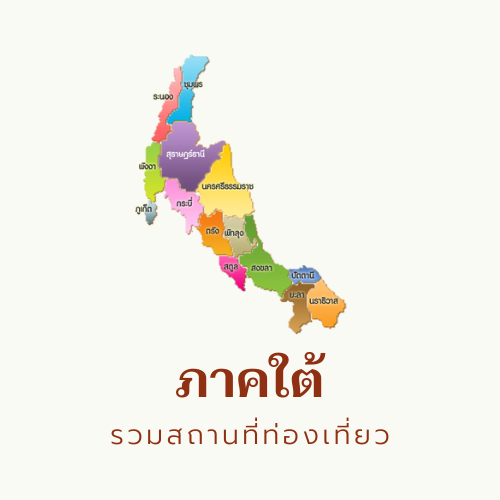 ชุมพร
ระนอง
สุราษฎร์ธานี
พังงา
นครศรีธรรมราช
ภูเก็ต
กระบี่
ตรัง
พัทลุง
สตูล
สงขลา
ปัตตานี
ยะลา
นราธิวาส
ภาคใต้
รวมสถานที่ท่องเที่ยว